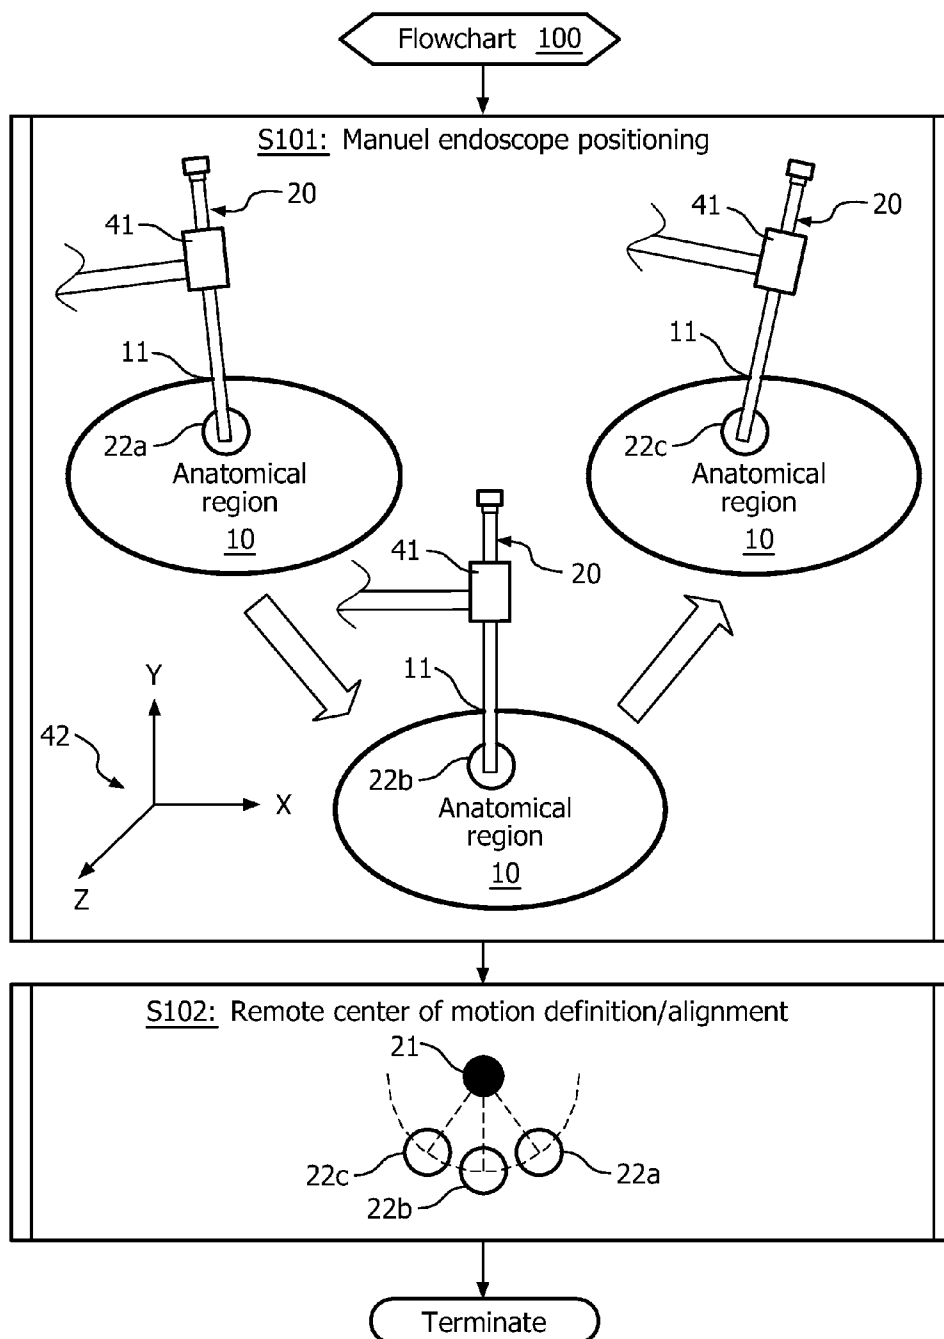 Flowchart 100
S101: Manuel endoscope positioning
20
41
11
22a
Anatomical
region
10
41
20
11
22c
Anatomical
region
10
41
20
11
22b
Anatomical
region
10
42
Y
X
Z
S102: Remote center of motion definition/alignment
21
22c
22b
22a
Terminate